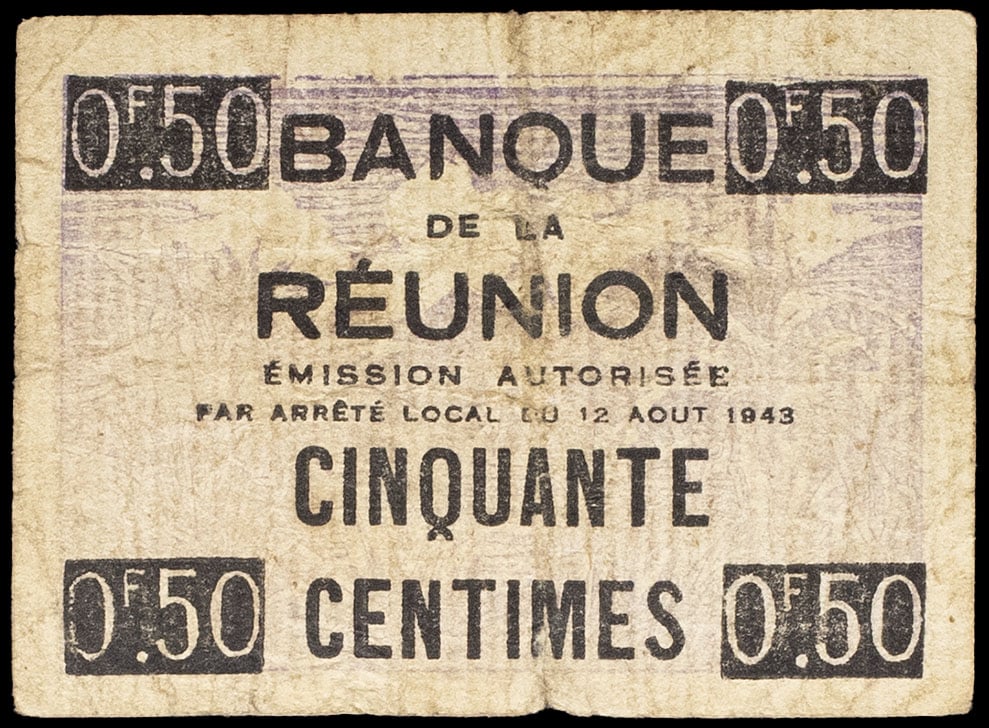 0F.50 BANQUE 0F.50
DE LA
RÉUNION
ÉMISSION AUTORISÉE
PAR ARRÊTÉ LOCAL DU 12 AOUT 1943
CINQUANTE
0F.50 CENTIMES 0F.50